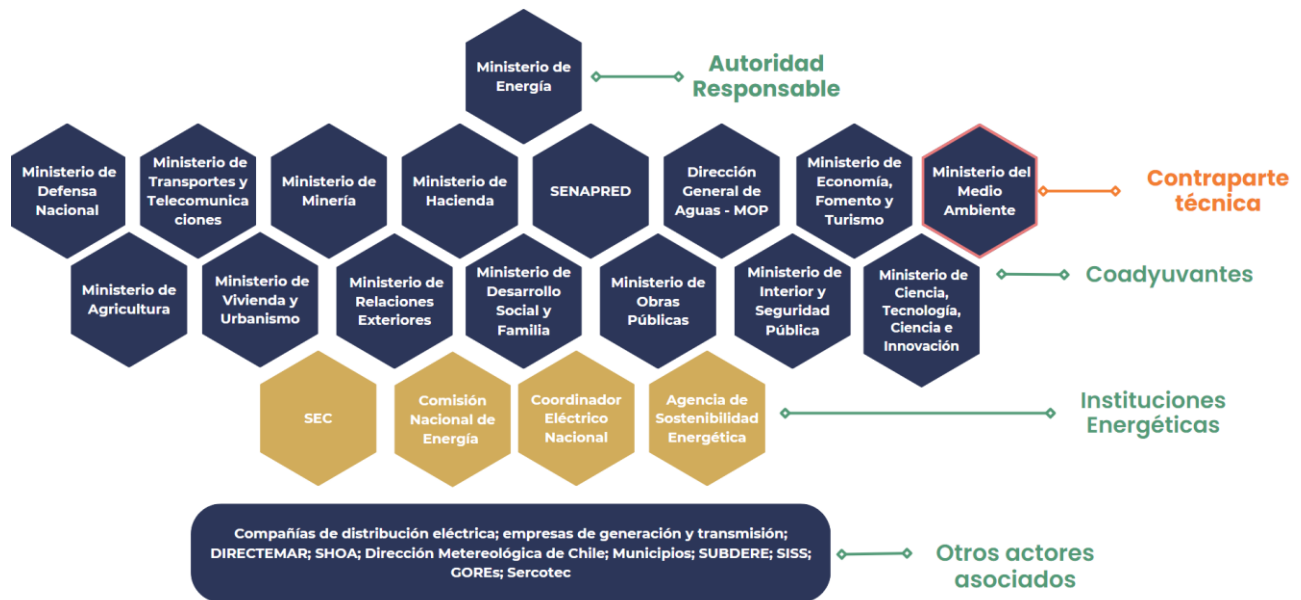 Ministerio de
Energía
Autoridad
Responsable
Ministerio de
Defensa
Nacional
Ministerio de
Transportes y
Telecomunica
ciones
Ministerio de
Minería
Ministerio de
Hacienda
SENAPRED
Dirección
General de
Aguas - MOP
Ministerio de
Economía,
Fomento y
Turismo
Ministerio del
Medio
Ambiente
Contraparte
técnica
Ministerio de
Agricultura
Ministerio de
Vivienda y
Urbanismo
Ministerio de
Relaciones
Exteriores
Ministerio de
Desarrollo
Social y
Familia
Ministerio de
Obras
Públicas
Ministerio de
Interior y
Seguridad
Pública
Ministerio de
Ciencia,
Tecnología,
Ciencia e
Innovación
Coadyuvantes
SEC
Comisión
Nacional de
Energía
Coordinador
Eléctrico
Nacional
Agencia de
Sostenibilidad
Energética
Instituciones
Energéticas
Compañías de distribución eléctrica; empresas de generación y transmisión;
DIRECTEMAR; SHOA; Dirección Metereológica de Chile; Municipios; SUBDERE; SISS;
GOREs; Sercotec
Otros actores
asociados